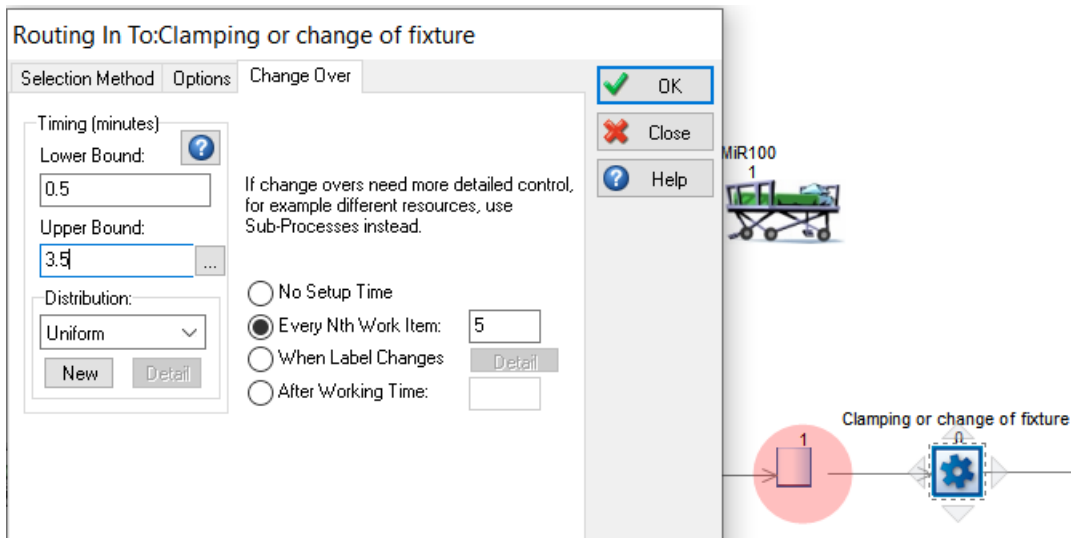 Routing In To:Clamping or change of fixture
Selection Method
Options
Change Over
Timing (minutes)
Lower Bound:
0.5
Upper Bound:
3.5
...
Distribution:
Uniform
New
Detail
If change overs need more detailed control,
for example different resources, use
Sub-Processes instead.
No Setup Time
Every Nth Work Item:
5
When Label Changes
Detail
After Working Time:
OK
Close
Help
MiR100
1
Clamping or change of fixture
1
0